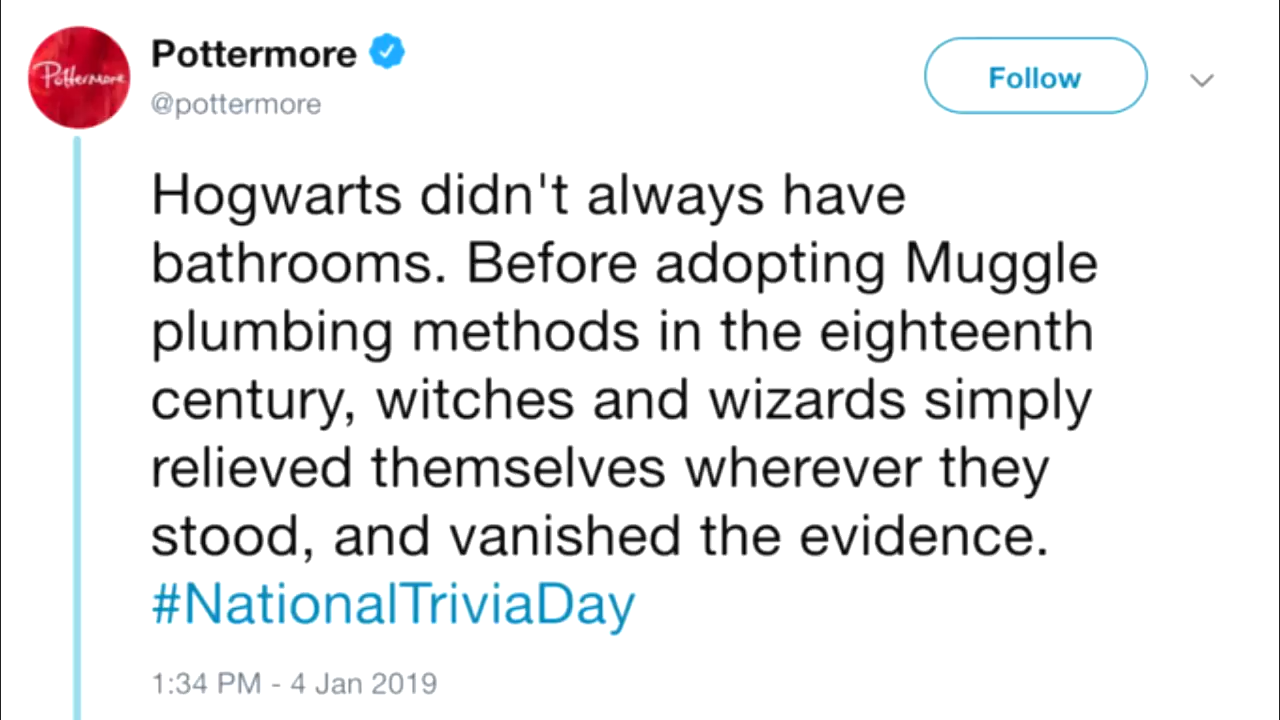 Pottermore
Pottermore
@pottermore
Follow
Hogwarts didn't always have
bathrooms. Before adopting Muggle
plumbing methods in the eighteenth
century, witches and wizards simply
relieved themselves wherever they
stood, and vanished the evidence.
#NationalTriviaDay
1:34 PM - 4 Jan 2019